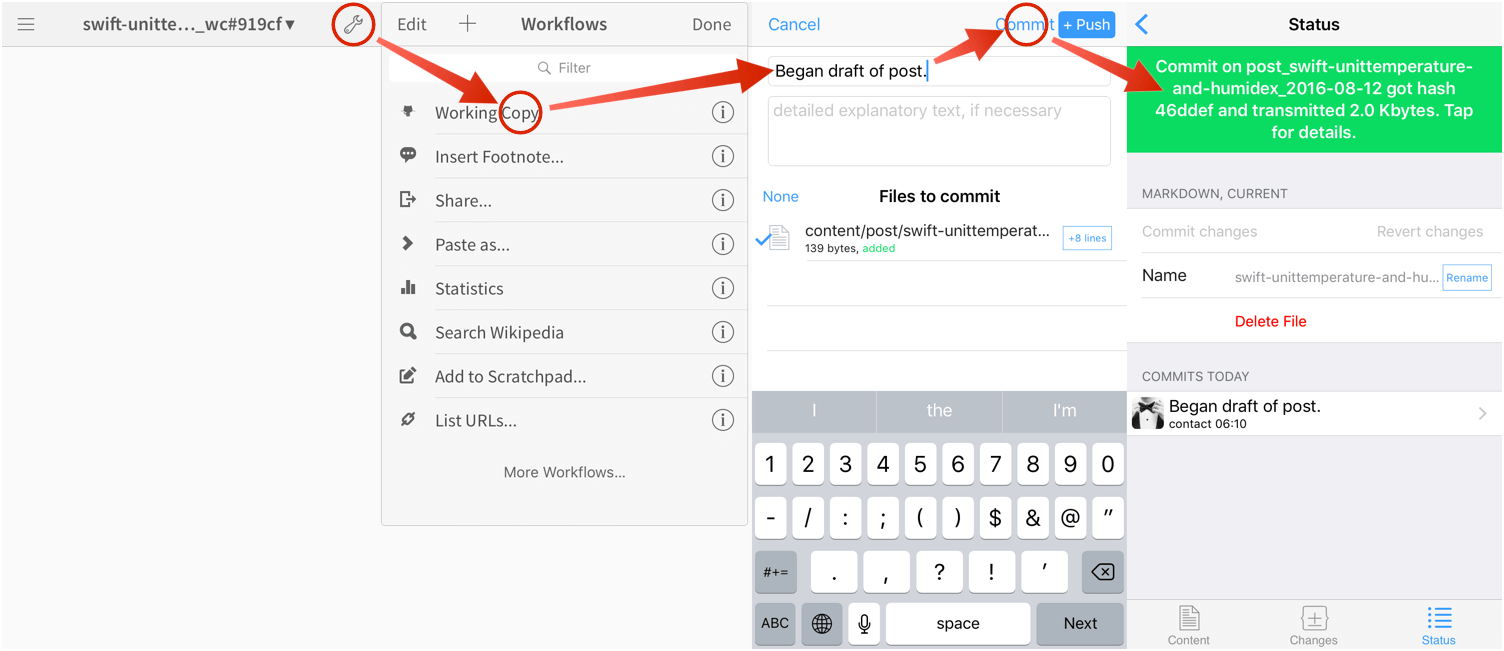 swift-unitte..._wc#919cf ▾
Edit
Workflows
Done
Filter
Working Copy
Insert Footnote...
Share...
Paste as...
Statistics
Search Wikipedia
Add to Scratchpad...
List URLs...
More Workflows...
Cancel
Commit
+ Push
Began draft of post.
detailed explanatory text, if necessary
None
Files to commit
content/post/swift-unittemperat...
139 bytes, added
+8 lines
I
the
I'm
1 2 3 4 5 6 7 8 9 0
- / : ; ( ) $ & @ "
#+= . , ? ! ’
ABC
space
Next
Status
Commit on post_swift-unittemperature-
and-humidex_2016-08-12 got hash
46ddef and transmitted 2.0 Kbytes. Tap
for details.
MARKDOWN, CURRENT
Commit changes
Revert changes
Name
swift-unittemperature-and-hu...
Rename
Delete File
COMMITS TODAY
Began draft of post.
contact 06:10
Content
Changes
Status